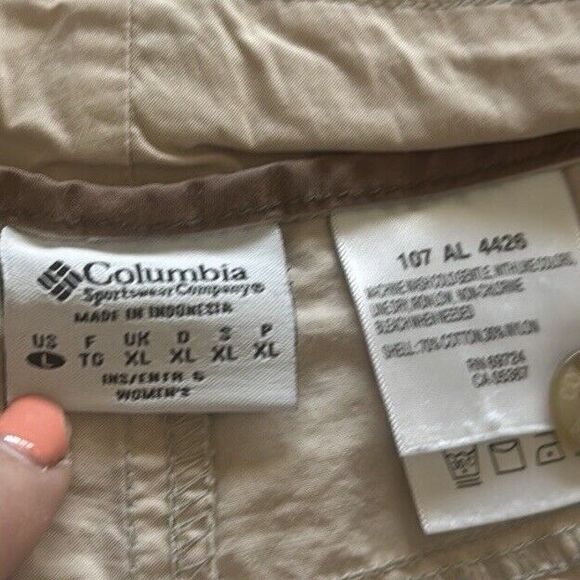 Columbia
Sportswear Company®
MADE IN INDONESIA
US F UK D S P
L TG XL XL XL XL
INS/ENTR 6
WOMEN'S
107 AL 4426
MACHINE WASH COLD GENTLE, WITH LIKE COLORS,
LINE DRY, IRON LOW. NON-CHLORINE
BLEACH WHEN NEEDED.
SHELL: 70% COTTON, 30% NYLON
RN 69724
CA 05367